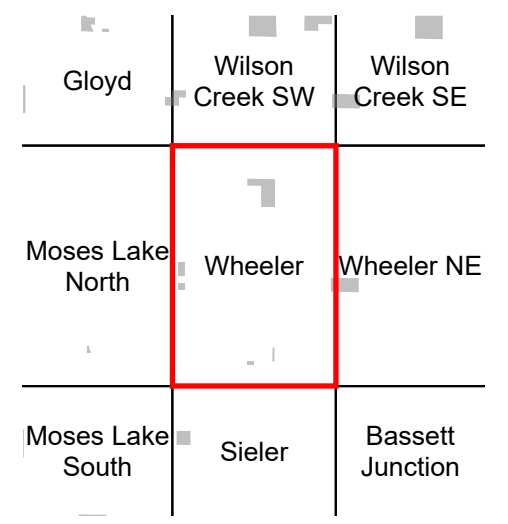 Gloyd
Wilson
Creek SW
Wilson
Creek SE
Moses Lake
North
Wheeler
Wheeler NE
Moses Lake
South
Sieler
Bassett
Junction